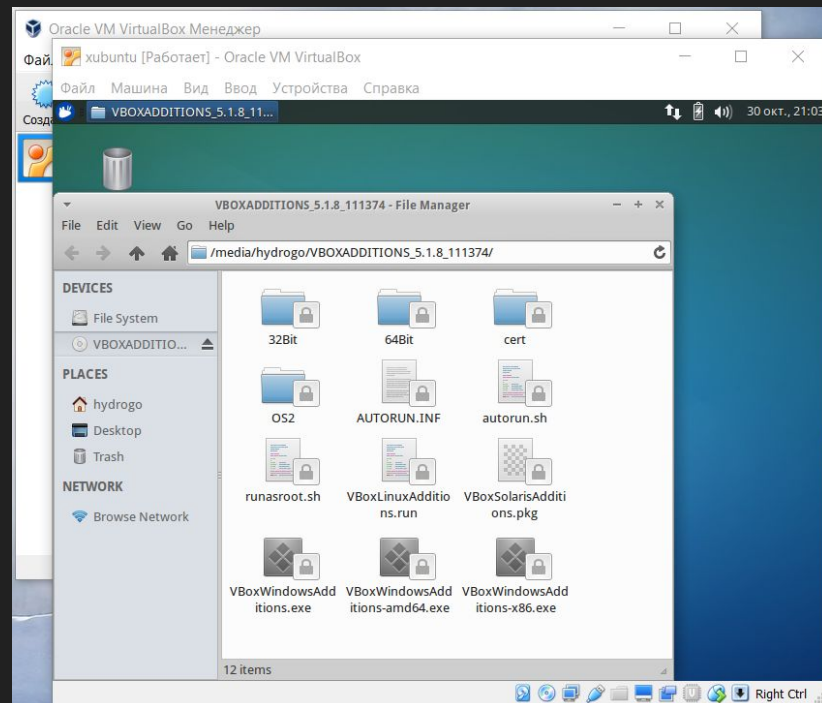 Oracle VM VirtualBox Менеджер
Фай
xubuntu [Работает] - Oracle VM VirtualBox
Файл Машина Вид Ввод Устройства Справка
Созда
VBOXADDITIONS_5.1.8_11...
30 окт., 21:03
VBOXADDITIONS_5.1.8_111374 - File Manager
File Edit View Go Help
/media/hydrogo/VBOXADDITIONS_5.1.8_111374/
DEVICES
File System
VBOXADDITIO...
PLACES
hydrogo
Desktop
Trash
NETWORK
Browse Network
32Bit 64Bit cert
OS2 AUTORUN.INF autorun.sh
runasroot.sh VBoxLinuxAdditio VBoxSolarisAdditi
ns.run ons.pkg
VBoxWindowsAdd VBoxWindowsAdd VBoxWindowsAdd
itions.exe itions-amd64.exe itions-x86.exe
12 items
Right Ctrl